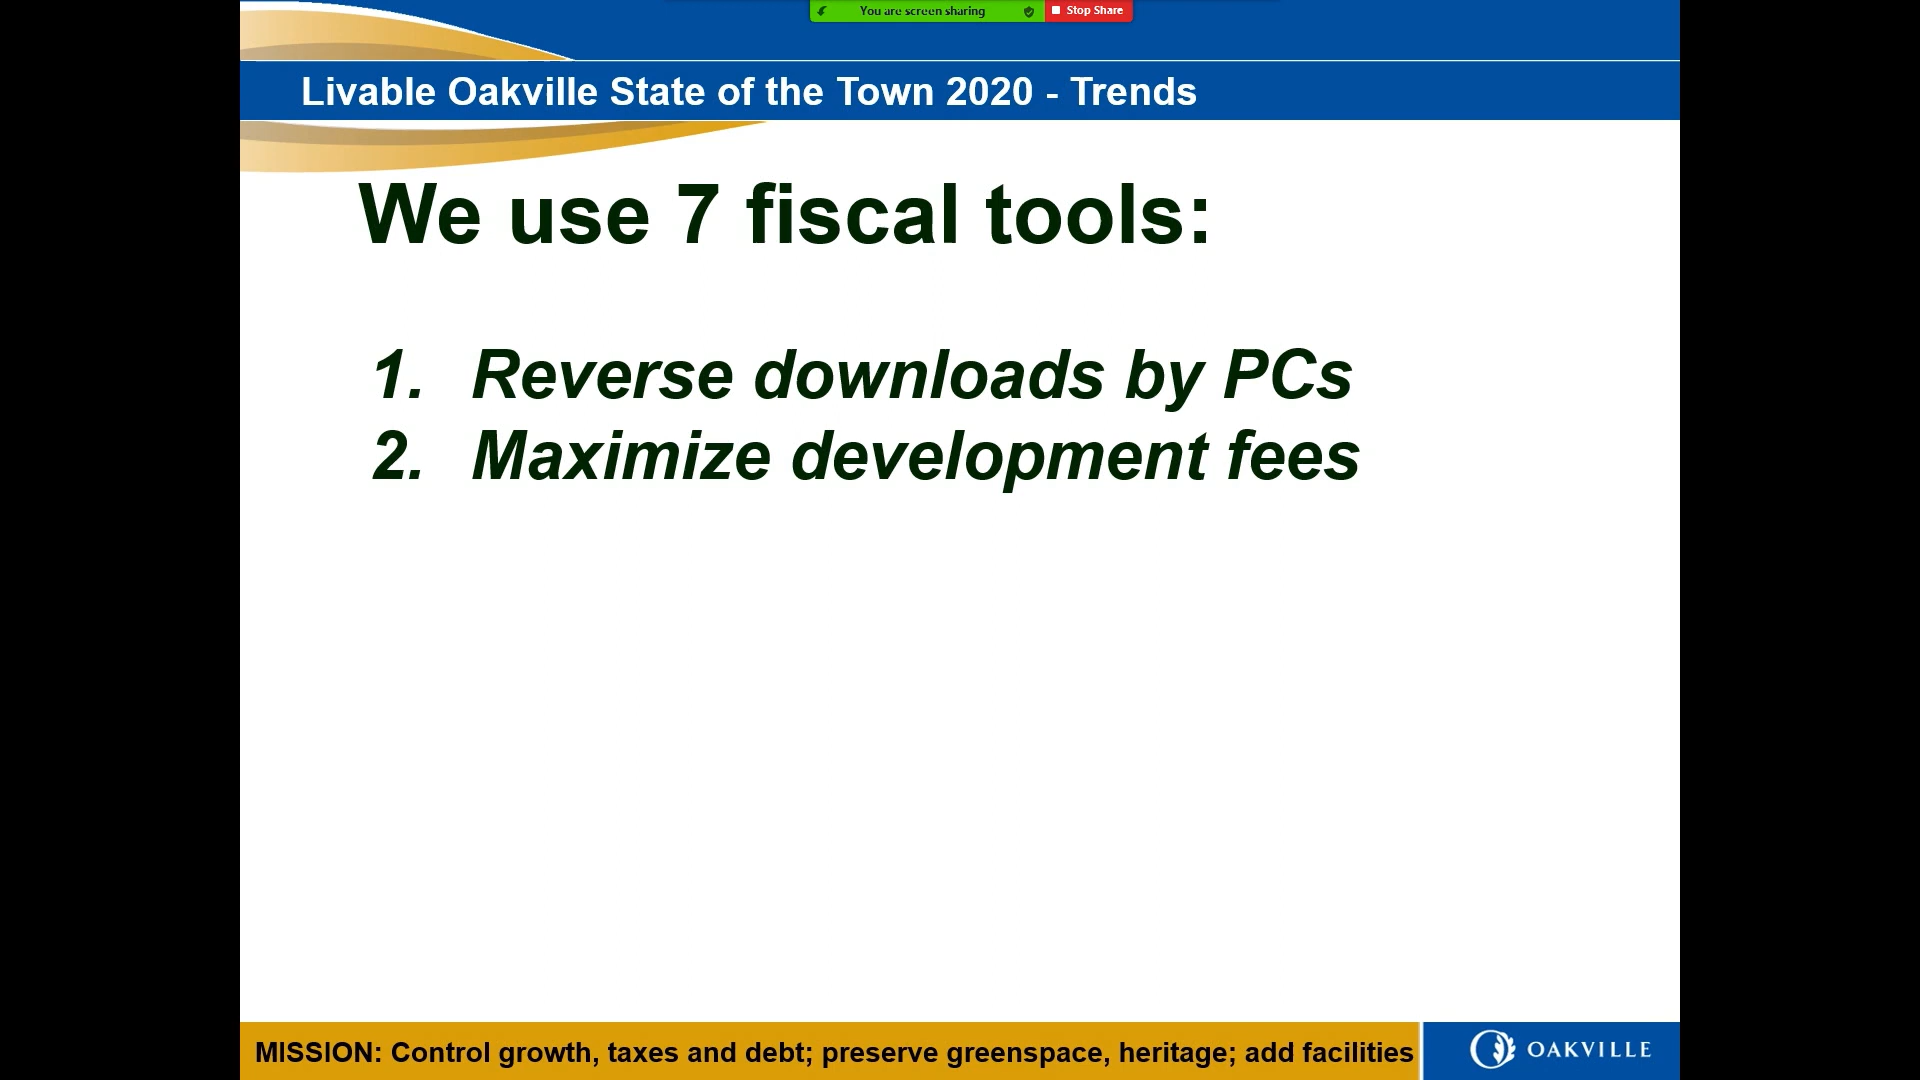 You are screen sharing
Stop Share
Livable Oakville State of the Town 2020 - Trends
We use 7 fiscal tools:
1. Reverse downloads by PCs
2. Maximize development fees
MISSION: Control growth, taxes and debt; preserve greenspace, heritage; add facilities
OAKVILLE